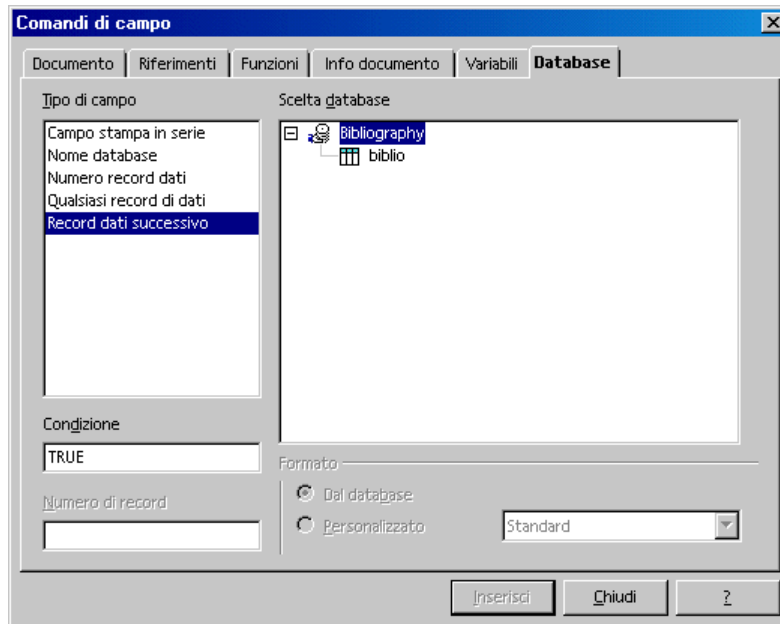 Comandi di campo
Documento Riferimenti Funzioni Info documento Variabili Database
Tipo di campo
Scelta database
Campo stampa in serie
Nome database
Numero record dati
Qualsiasi record di dati
Record dati successivo
Bibliography
biblio
Condizione
TRUE
Numero di record
Formato
Dal database
Personalizzato
Standard
Inserisci Chiudi ?